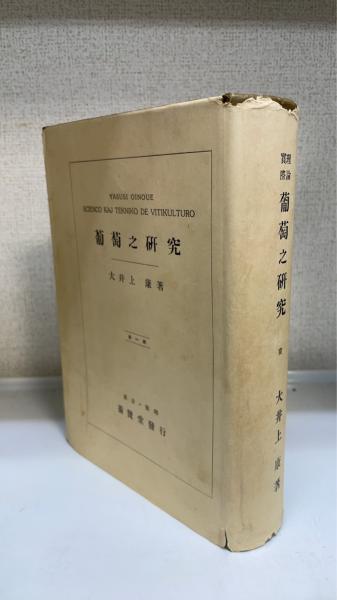 YASUSI OINOUE
SCIENCO KAJ TEKNIKO DE VITIKULTURO
葡萄之研究
大井上 康著
養賢堂發行
理論
實際
葡萄之研究
大井上 康著